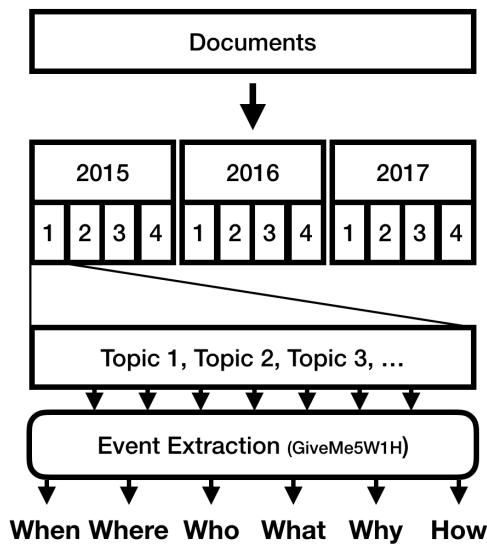 Documents
2015 2016 2017
1 2 3 4 1 2 3 4 1 2 3 4
Topic 1, Topic 2, Topic 3, …
Event Extraction (GiveMe5W1H)
When Where Who What Why How